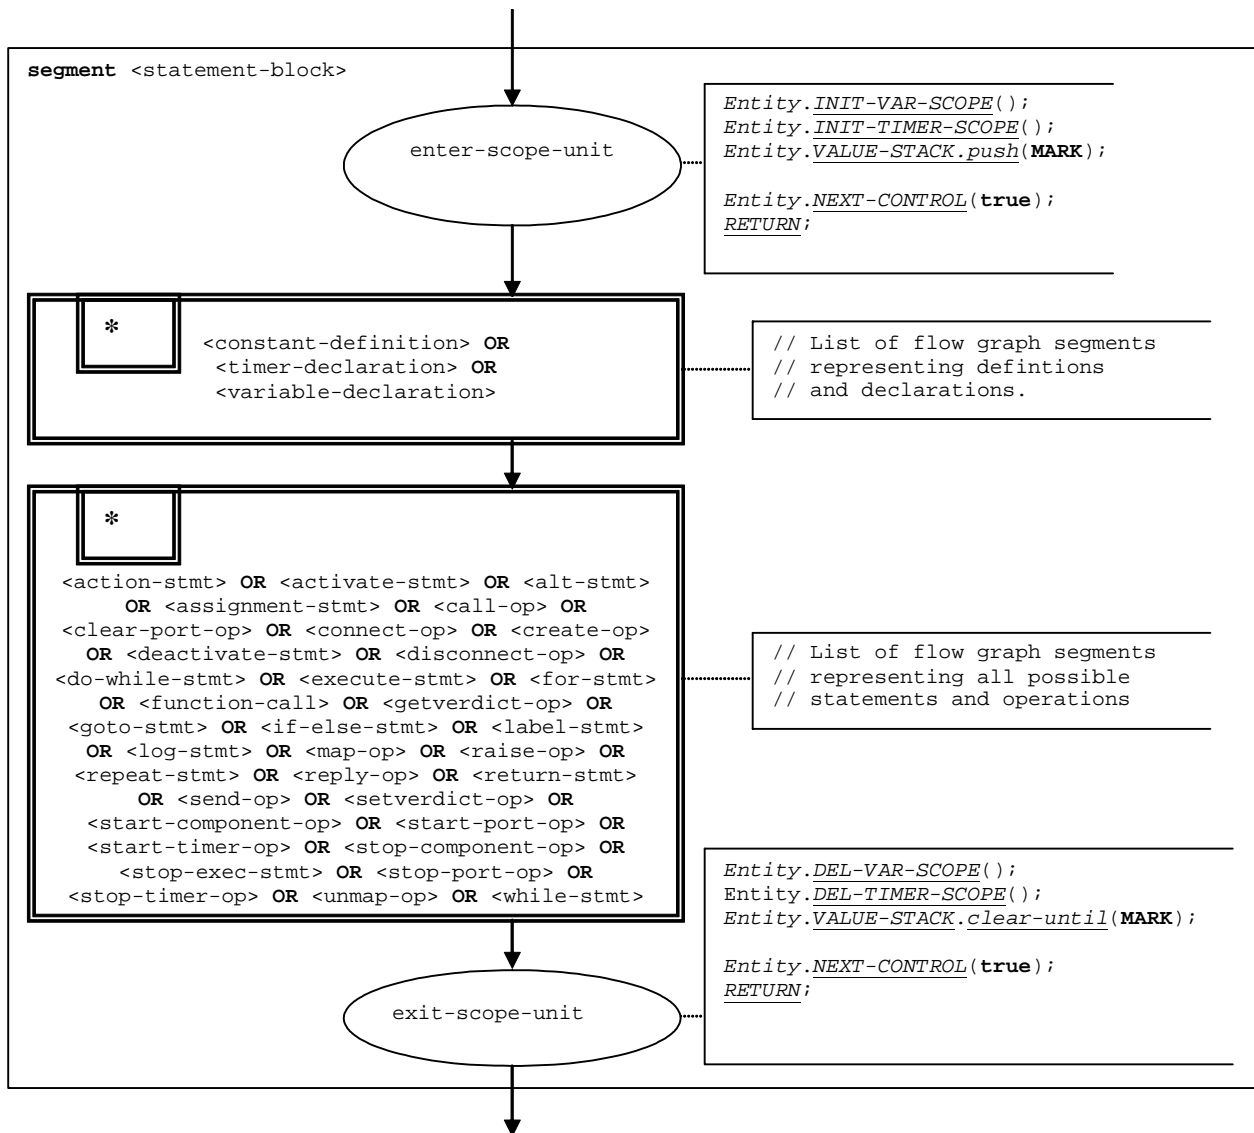 segment <statement-block>
enter-scope-unit
Entity.INIT-VAR-SCOPE();
Entity.INIT-TIMER-SCOPE();
Entity.VALUE-STACK.push(MARK);
Entity.NEXT-CONTROL(true);
RETURN;
*
<constant-definition> OR
<timer-declaration> OR
<variable-declaration>
// List of flow graph segments
// representing defintions
// and declarations.
*
<action-stmt> OR <activate-stmt> OR <alt-stmt>
OR <assignment-stmt> OR <call-op> OR
<clear-port-op> OR <connect-op> OR <create-op>
OR <deactivate-stmt> OR <disconnect-op> OR
<do-while-stmt> OR <execute-stmt> OR <for-stmt>
OR <function-call> OR <getverdict-op> OR
<goto-stmt> OR <if-else-stmt> OR <label-stmt>
OR <log-stmt> OR <map-op> OR <raise-op> OR
<repeat-stmt> OR <reply-op> OR <return-stmt>
OR <send-op> OR <setverdict-op> OR
<start-component-op> OR <start-port-op> OR
<start-timer-op> OR <stop-component-op> OR
<stop-exec-stmt> OR <stop-port-op> OR
<stop-timer-op> OR <unmap-op> OR <while-stmt>
// List of flow graph segments
// representing all possible
// statements and operations
exit-scope-unit
Entity.DEL-VAR-SCOPE();
Entity.DEL-TIMER-SCOPE();
Entity.VALUE-STACK.clear-until(MARK);
Entity.NEXT-CONTROL(true);
RETURN;